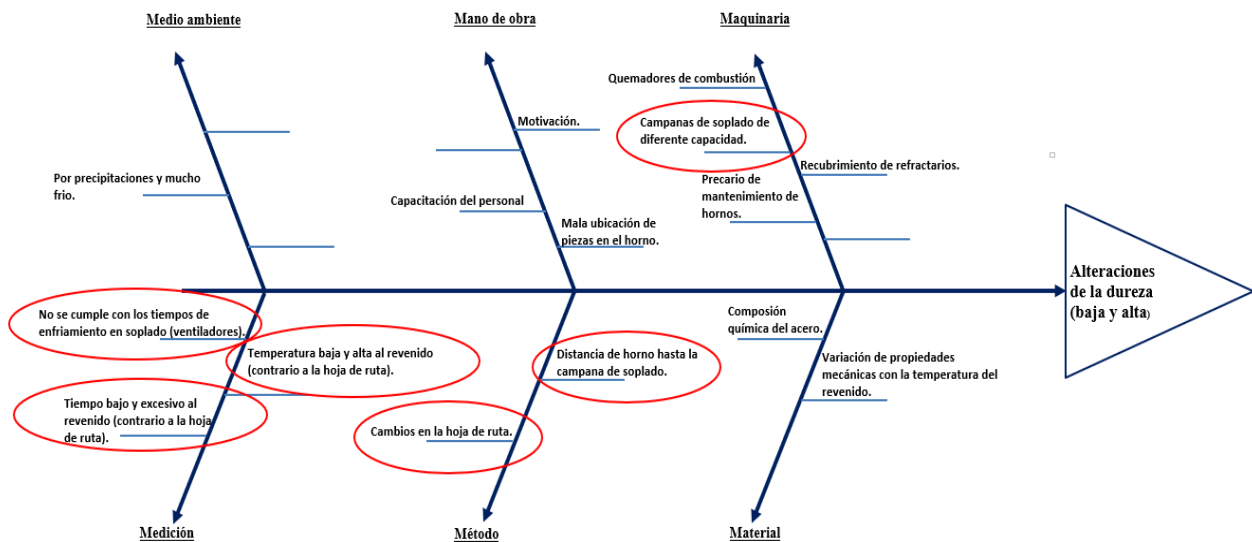 Medio ambiente
Mano de obra
Maquinaria
Quemadores de combustión
Motivación.
Campanas de soplado de
diferente capacidad.
Por precipitaciones y mucho
frio.
Recubrimiento de refractarios.
Precario de
mantenimiento de
hornos.
Capacitación del personal
Mala ubicación de
piezas en el horno.
Alteraciones
de la dureza
(baja y alta)
No se cumple con los tiempos de
enfriamiento en soplado (ventiladores).
Temperatura baja y alta al revenido
(contrario a la hoja de ruta).
Tiempo bajo y excesivo al
revenido (contrario a la hoja
de ruta).
Distancia de horno hasta la
campana de soplado.
Cambios en la hoja de ruta.
Composión
química del acero.
Variación de propiedades
mecánicas con la temperatura del
revenido.
Medición
Método
Material